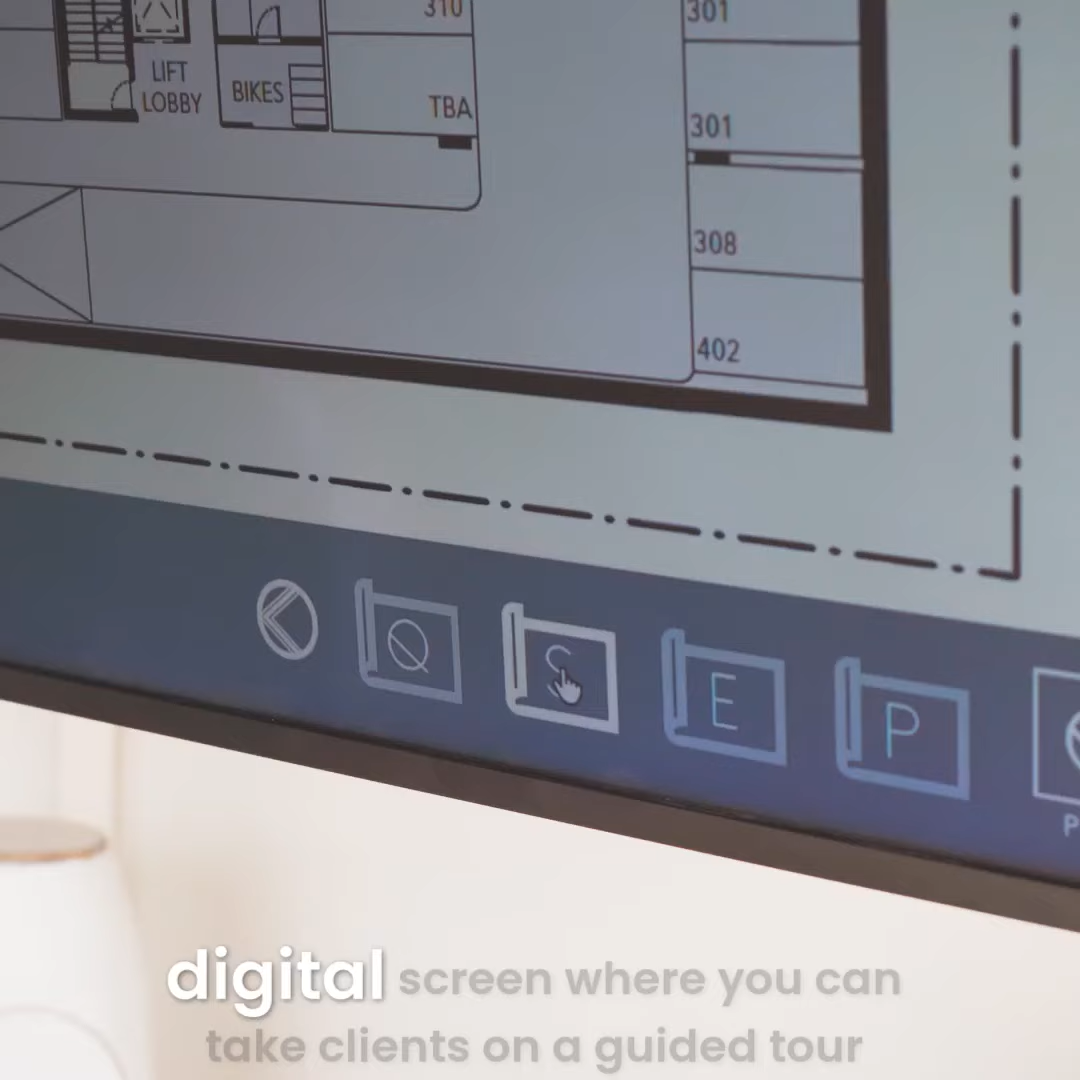 310
301
LIFT
LOBBY
BIKES
TBA
301
308
402
Q
S
E
P
P
digital screen where you can
take clients on a guided tour